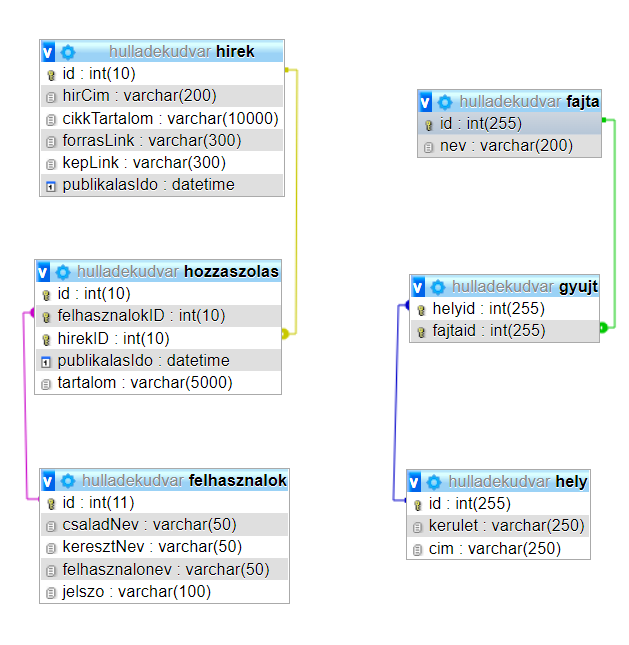 hulladekudvar hirek
id : int(10)
hirCim : varchar(200)
cikkTartalom : varchar(10000)
forrasLink : varchar(300)
kepLink : varchar(300)
publikalasIdo : datetime
hulladekudvar hozzaszolas
id : int(10)
felhasznalokID : int(10)
hirekID : int(10)
publikalasIdo : datetime
tartalom : varchar(5000)
hulladekudvar felhasznalok
id : int(11)
csaladNev : varchar(50)
keresztNev : varchar(50)
felhasznalonev : varchar(50)
jelszo : varchar(100)
hulladekudvar fajta
id : int(255)
nev : varchar(200)
hulladekudvar gyujt
helyid : int(255)
fajtaid : int(255)
hulladekudvar hely
id : int(255)
kerulet : varchar(250)
cim : varchar(250)